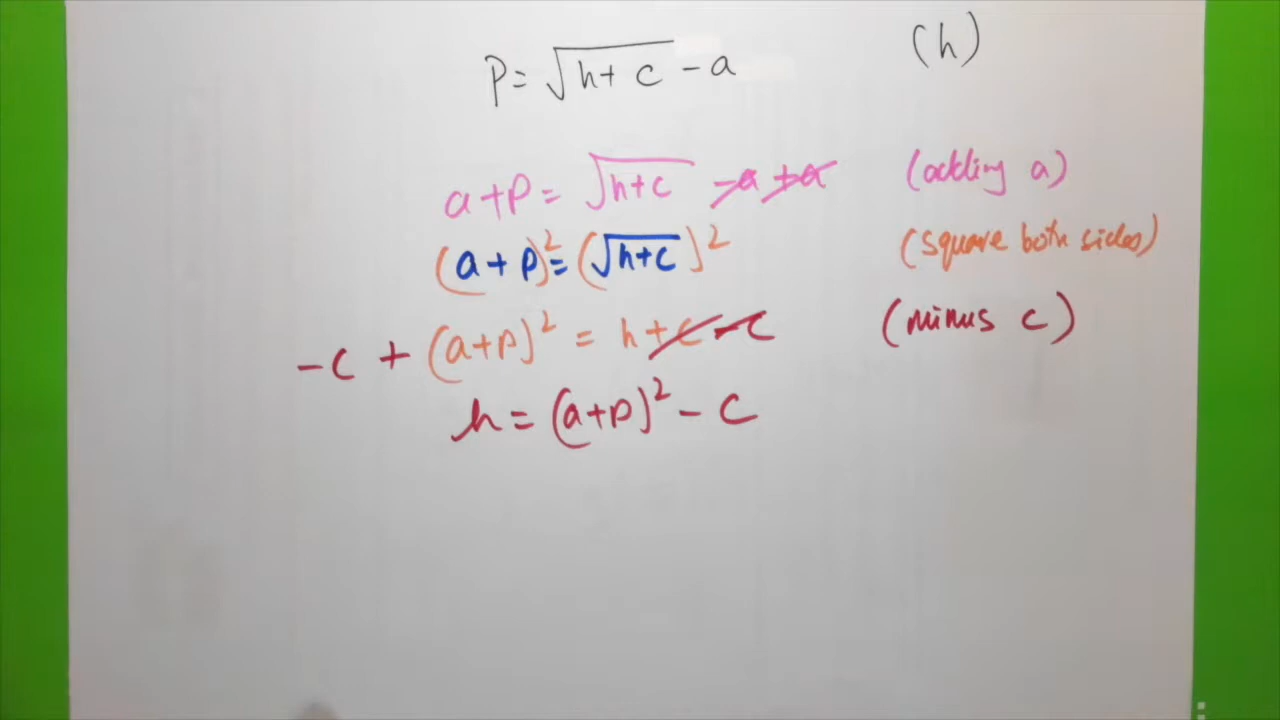 P = √(h + c) - a (h)
a + p = √(h + c) - a + a (adding a)
(a + p)² = (√(h + c))² (square both sides)
-c + (a + p)² = h + c - c (minus c)
h = (a + p)² - c